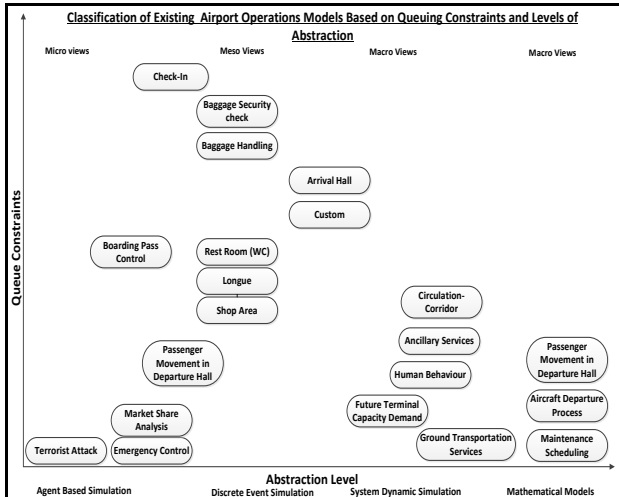 Classification of Existing Airport Operations Models Based on Queuing Constraints and Levels of
Abstraction
Micro views
Meso Views
Macro Views
Macro Views
Check-In
Baggage Security
check
Baggage Handling
Arrival Hall
Custom
Boarding Pass
Control
Rest Room (WC)
Longue
Shop Area
Circulation-
Corridor
Ancillary Services
Human Behaviour
Passenger
Movement in
Departure Hall
Passenger
Movement in
Departure Hall
Future Terminal
Capacity Demand
Aircraft Departure
Process
Market Share
Analysis
Terrorist Attack
Emergency Control
Ground Transportation
Services
Maintenance
Scheduling
Queue Constraints
Abstraction Level
Agent Based Simulation
Discrete Event Simulation
System Dynamic Simulation
Mathematical Models